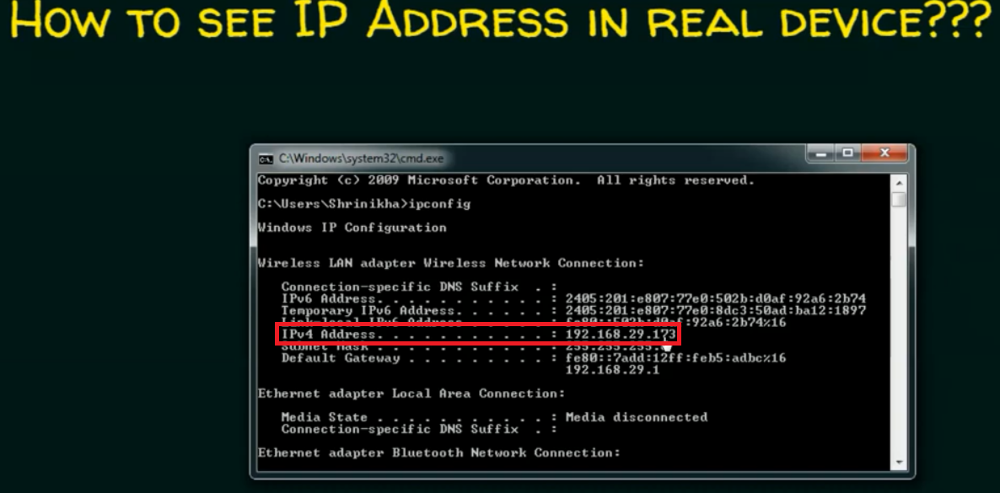 HOW TO SEE IP ADDRESS IN REAL DEVICE???
C:\Windows\system32\cmd.exe
Copyright (c) 2009 Microsoft Corporation.  All rights reserved.
C:\Users\Shrinikha>ipconfig
Windows IP Configuration
Wireless LAN adapter Wireless Network Connection:
Connection-specific DNS Suffix  . :
IPv6 Address. . . . . . . . . . . : 2405:201:e807:77e0:502b:d0af:92a6:2b74
Temporary IPv6 Address. . . . . . : 2405:201:e807:77e0:8dc3:50ad:ba12:1897
Link-local IPv6 Address . . . . . : fe80::502b:d0af:92a6:2b74%16
IPv4 Address. . . . . . . . . . . : 192.168.29.173
Subnet Mask . . . . . . . . . . . : 255.255.255.
Default Gateway . . . . . . . . . : fe80::7add:12ff:feb5:adbc%16
192.168.29.1
Ethernet adapter Local Area Connection:
Media State . . . . . . . . . . . : Media disconnected
Connection-specific DNS Suffix  . :
Ethernet adapter Bluetooth Network Connection: